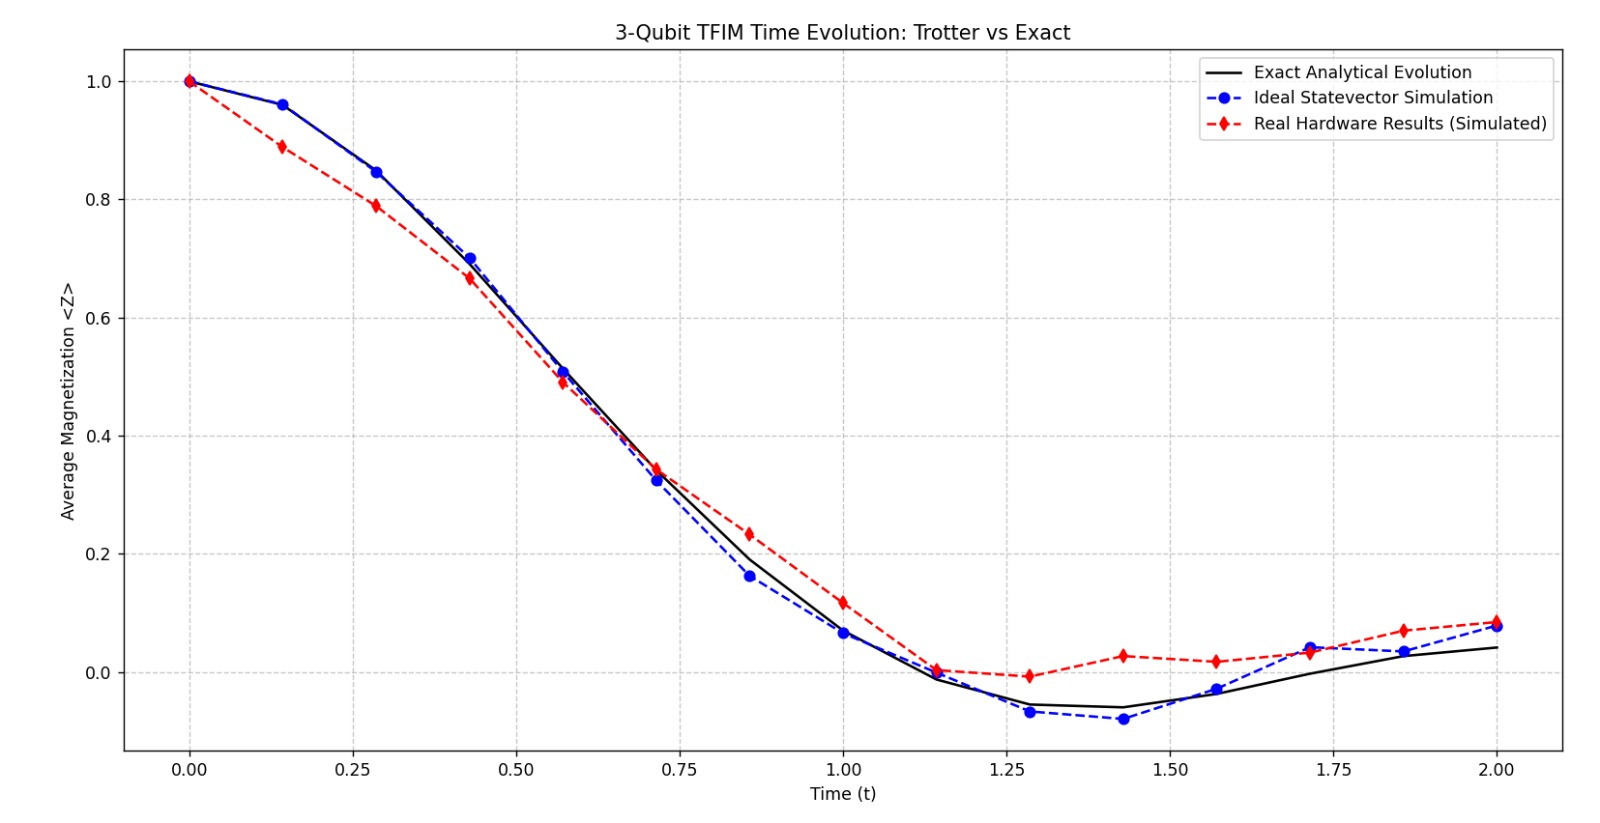 3-Qubit TFIM Time Evolution: Trotter vs Exact
Exact Analytical Evolution
Ideal Statevector Simulation
Real Hardware Results (Simulated)
Average Magnetization <Z>
1.0
0.8
0.6
0.4
0.2
0.0
0.00 0.25 0.50 0.75 1.00 1.25 1.50 1.75 2.00
Time (t)